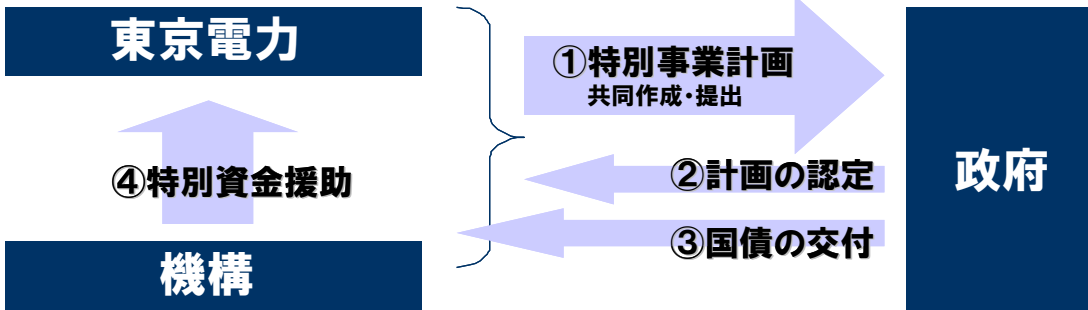 東京電力
①特別事業計画
共同作成・提出
政府
②計画の認定
④特別資金援助
③国債の交付
機構